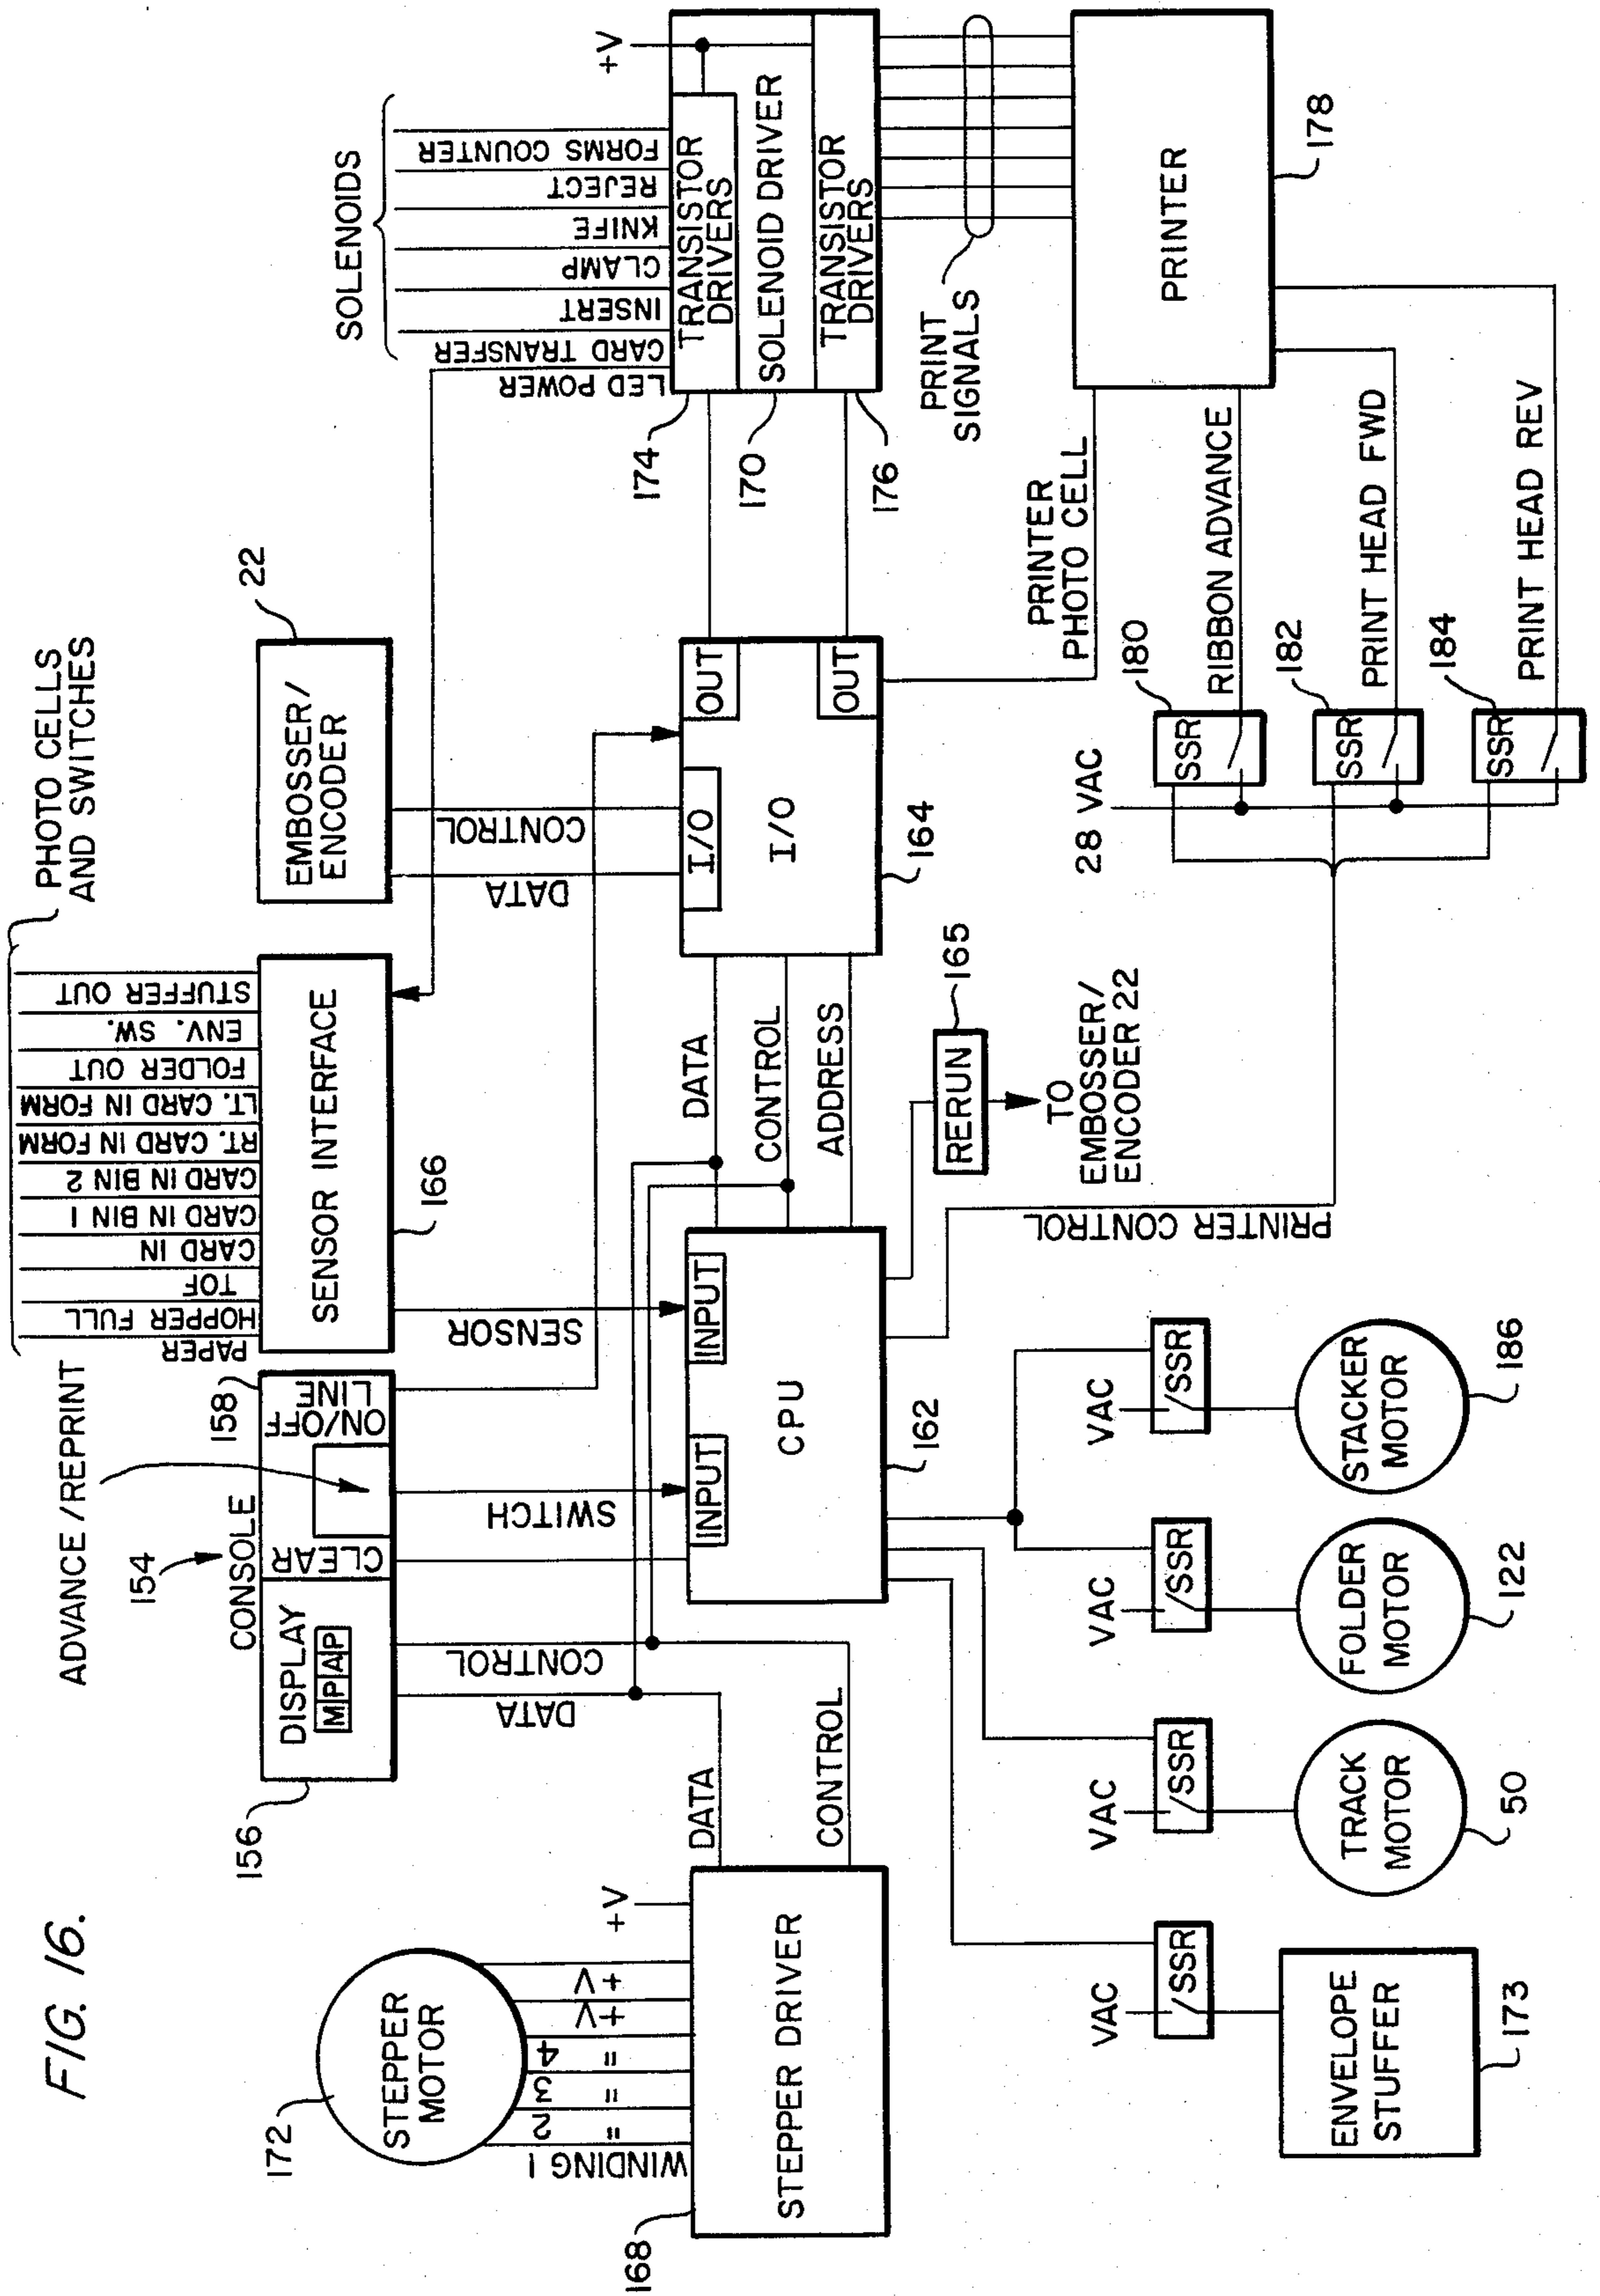 FIG. 16.
172
STEPPER
MOTOR
WINDING 1
" 2
" 3
" 4
+V
+V
+V
168
STEPPER DRIVER
DATA
CONTROL
154
CONSOLE
ADVANCE/REPRINT
156
DISPLAY
M P A P
CLEAR
158
ON/OFF
LINE
DATA
CONTROL
SWITCH
PHOTO CELLS
AND SWITCHES
PAPER
HOPPER FULL
TOF
CARD IN
CARD IN BIN 1
CARD IN BIN 2
RT. CARD IN FORM
LT. CARD IN FORM
FOLDER OUT
ENV. SW.
STUFFER OUT
SENSOR INTERFACE
166
SENSOR
22
EMBOSSER/
ENCODER
DATA
CONTROL
INPUT
INPUT
CPU
162
DATA
CONTROL
ADDRESS
I/O
I/O
OUT
OUT
164
165
RERUN
TO
EMBOSSER/
ENCODER 22
PRINTER CONTROL
SOLENOIDS
LED POWER
CARD TRANSFER
INSERT
CLAMP
KNIFE
REJECT
FORMS COUNTER
+V
174
TRANSISTOR
DRIVERS
170
SOLENOID DRIVER
176
TRANSISTOR
DRIVERS
PRINT
SIGNALS
PRINTER
178
PRINTER
PHOTO CELL
28 VAC
180
SSR
RIBBON ADVANCE
182
SSR
PRINT HEAD FWD
184
SSR
PRINT HEAD REV
VAC
SSR
ENVELOPE
STUFFER
173
VAC
SSR
TRACK
MOTOR
50
VAC
SSR
FOLDER
MOTOR
122
VAC
SSR
STACKER
MOTOR
186